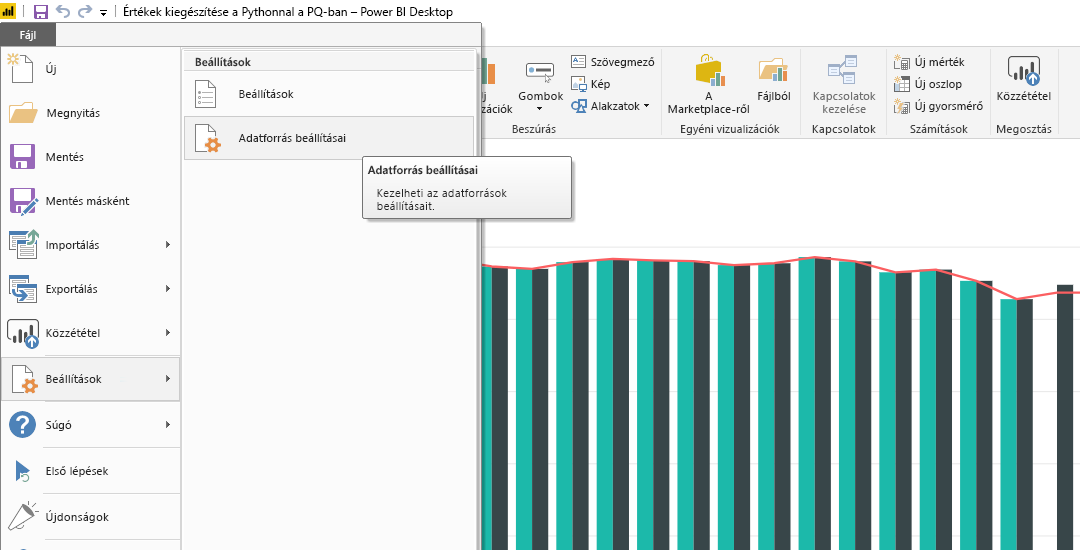 Értékek kiegészítése a Pythonnal a PQ-ban – Power BI Desktop
Fájl
Új
Megnyitás
Mentés
Mentés másként
Importálás
Exportálás
Közzététel
Beállítások
Súgó
Első lépések
Újdonságok
Beállítások
Beállítások
Adatforrás beállításai
Adatforrás beállításai
Kezelheti az adatforrások
beállításait.
Gombok
Szövegmező
Kép
Alakzatok
Beszúrás
A
Marketplace-ről
Fájlból
Egyéni vizualizációk
Kapcsolatok
kezelése
Kapcsolatok
Új mérték
Új oszlop
Új gyorsmérő
Számítások
Közzététel
Megosztás